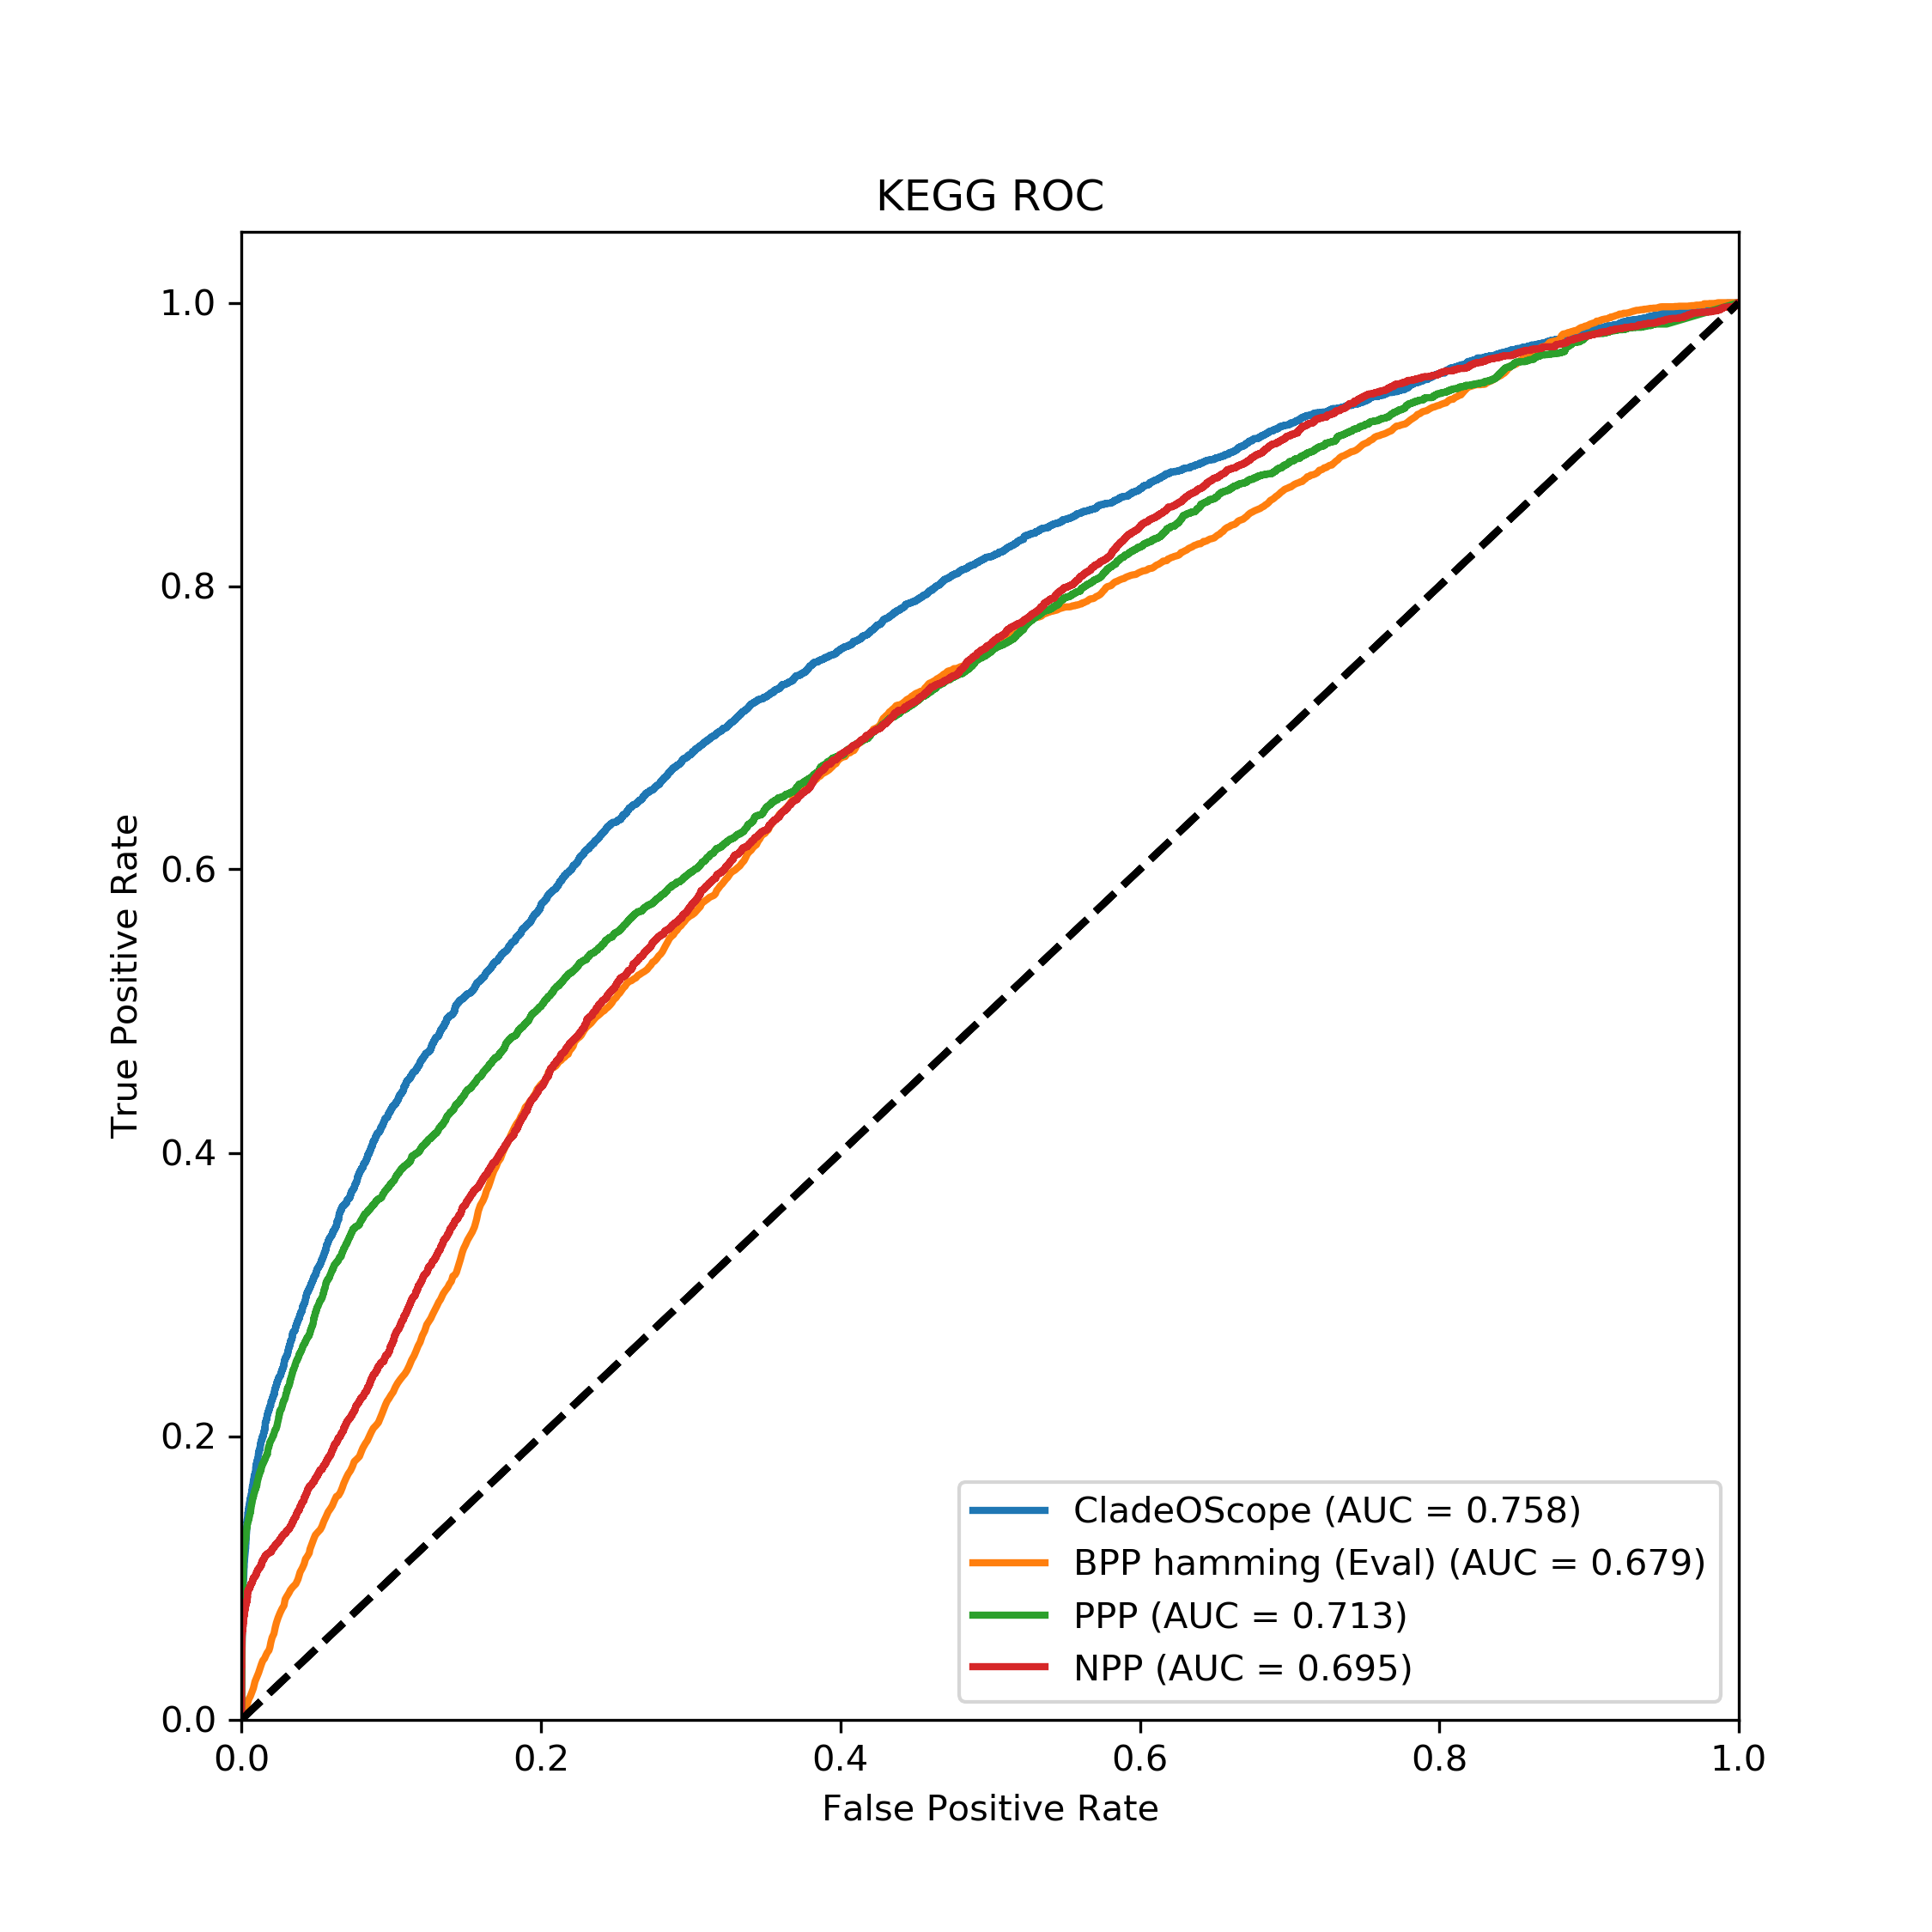 KEGG ROC
1.0
0.8
0.6
0.4
0.2
0.0
True Positive Rate
CladeOScope (AUC = 0.758)
BPP hamming (Eval) (AUC = 0.679)
PPP (AUC = 0.713)
NPP (AUC = 0.695)
0.0 0.2 0.4 0.6 0.8 1.0
False Positive Rate